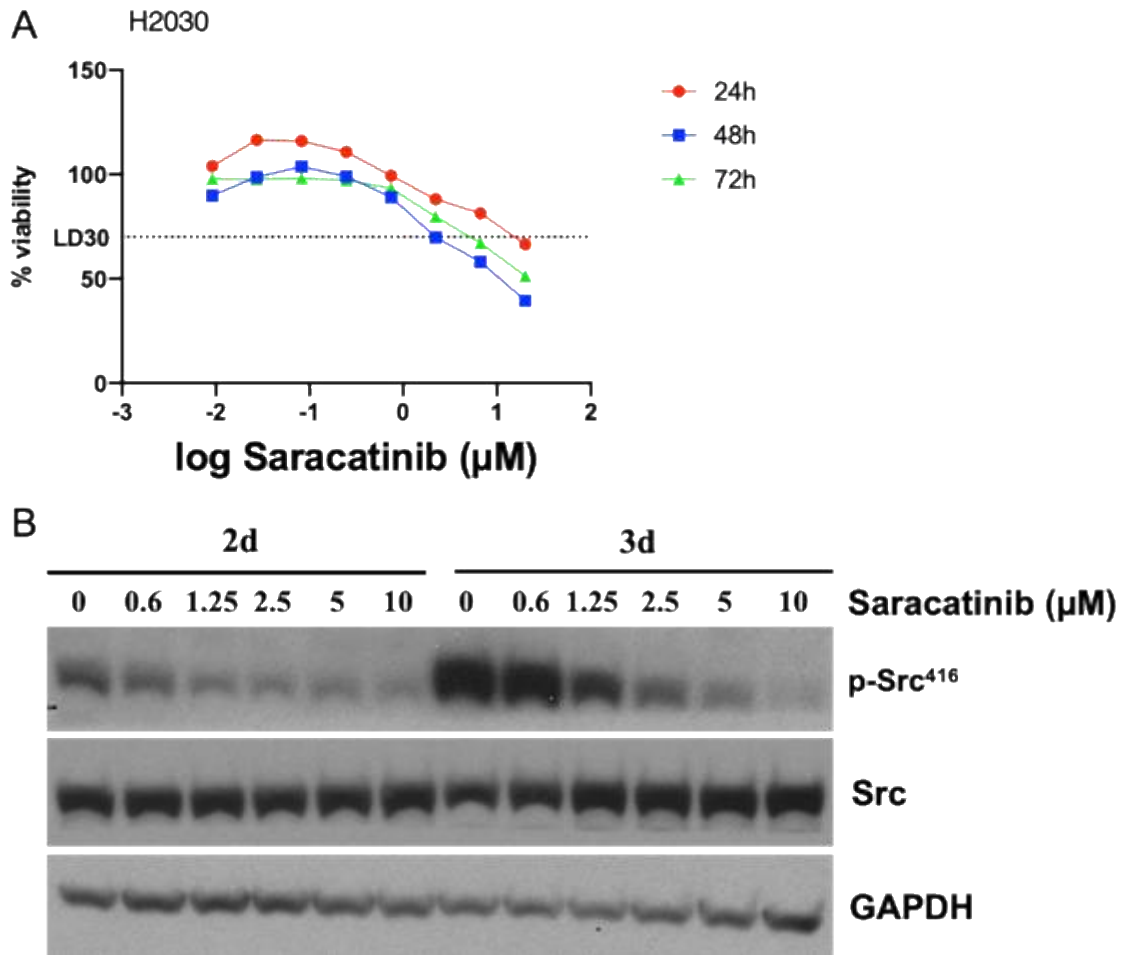 A
H2030
150
100
LD30
50
0
% viability
-3 -2 -1 0 1 2
log Saracatinib (µM)
24h
48h
72h
B
2d 3d
0 0.6 1.25 2.5 5 10 0 0.6 1.25 2.5 5 10 Saracatinib (µM)
p-Src⁴¹⁶
Src
GAPDH